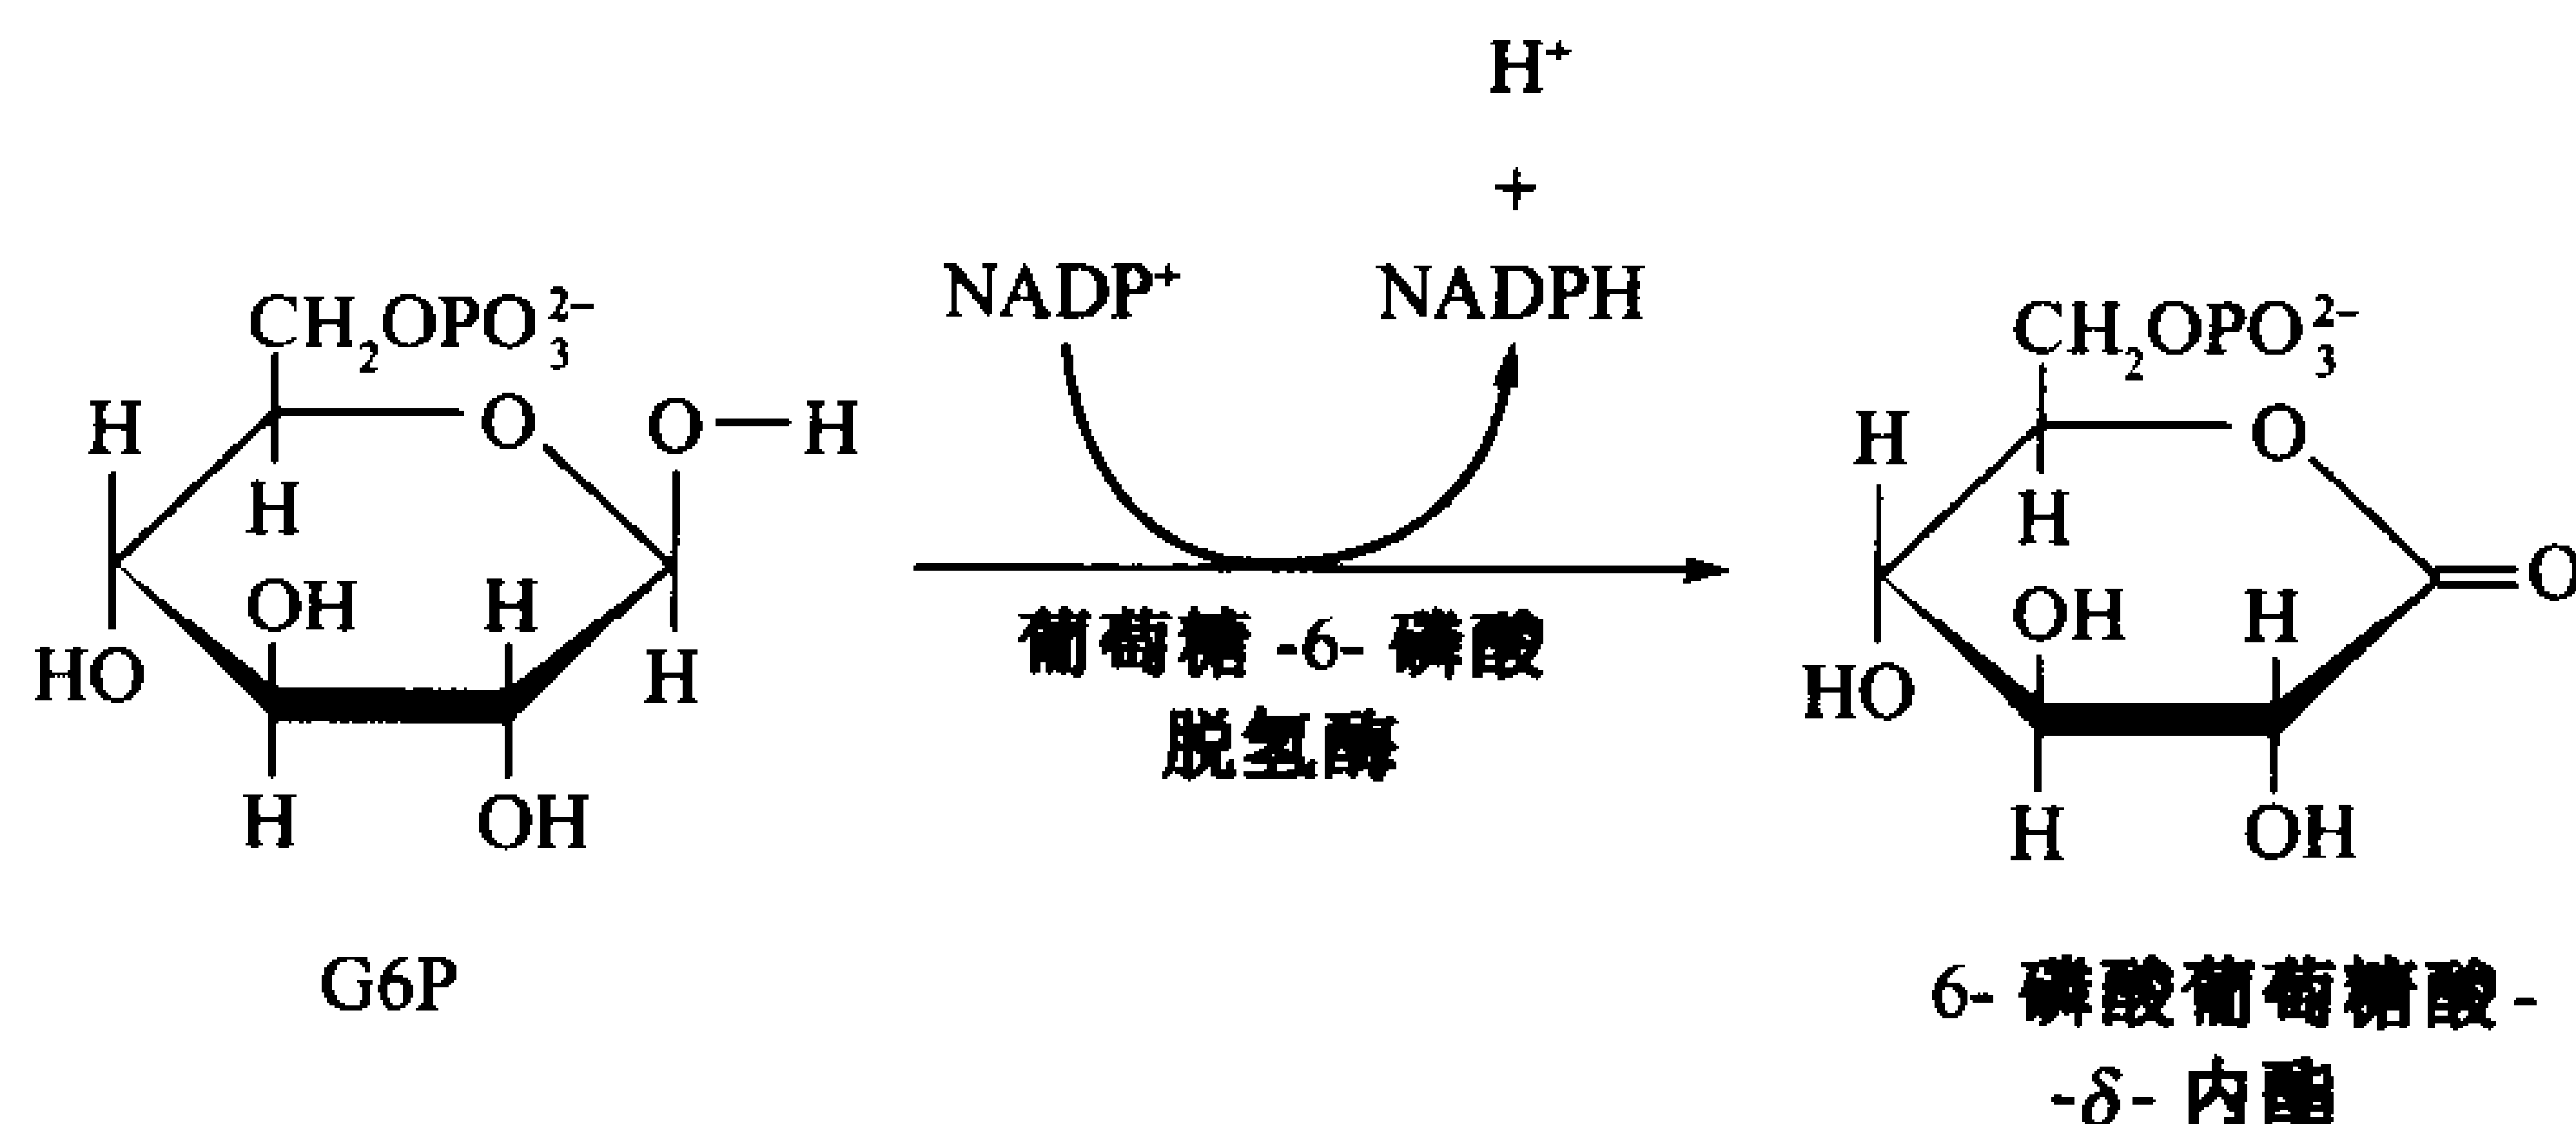 H⁺
+
NADP⁺ NADPH
CH₂OPO₃²⁻
H O O—H
H
OH H
HO H
H OH
G6P
葡萄糖 -6- 磷酸
脱氢酶
CH₂OPO₃²⁻
H O
H
O
OH H
HO
H OH
6- 磷酸葡萄糖酸 -
-δ- 内酯